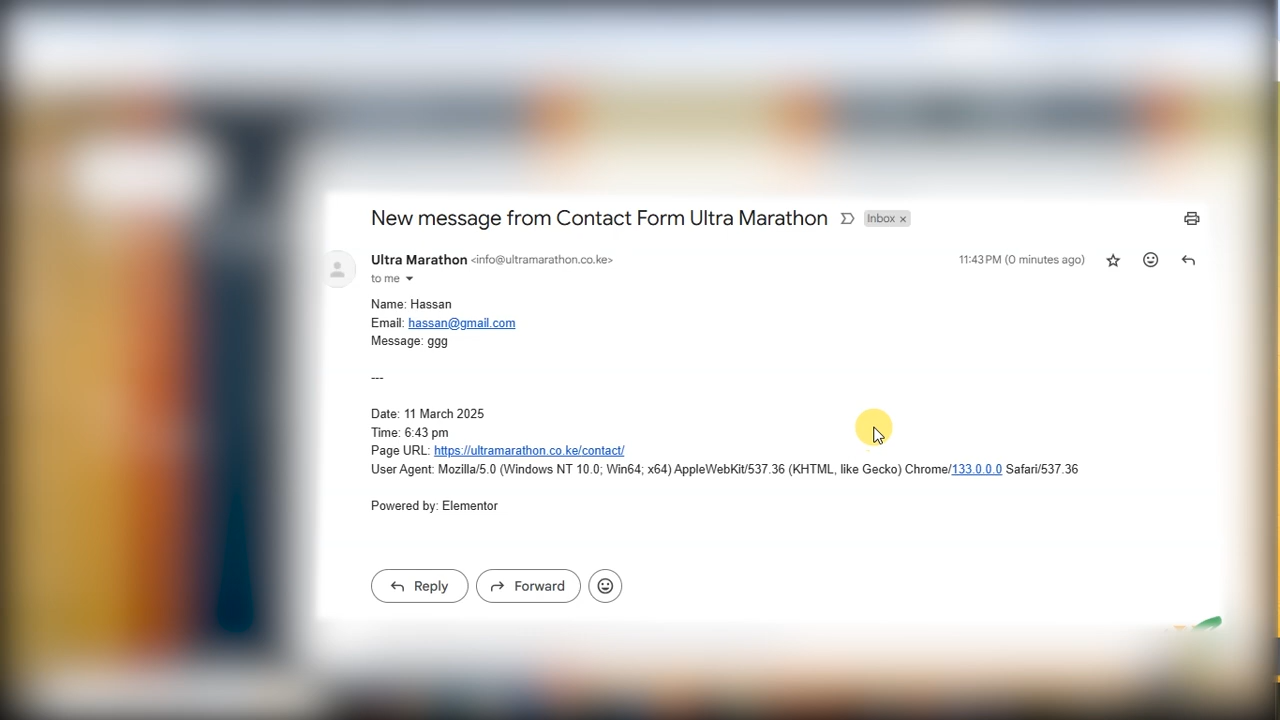 New message from Contact Form Ultra Marathon Inbox ×
Ultra Marathon <info@ultramarathon.co.ke> 11:43 PM (0 minutes ago)
to me
Name: Hassan
Email: hassan@gmail.com
Message: ggg
---
Date: 11 March 2025
Time: 6:43 pm
Page URL: https://ultramarathon.co.ke/contact/
User Agent: Mozilla/5.0 (Windows NT 10.0; Win64; x64) AppleWebKit/537.36 (KHTML, like Gecko) Chrome/133.0.0.0 Safari/537.36
Powered by: Elementor
Reply Forward